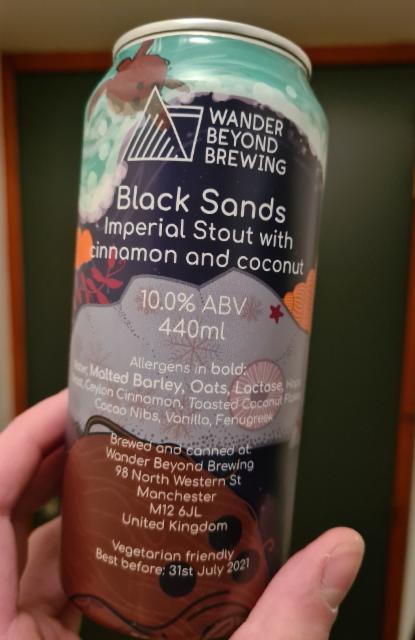 WANDER
BEYOND
BREWING
Black Sands
Imperial Stout with
cinnamon and coconut
10.0% ABV
440ml
Allergens in bold:
Malted Barley, Oats, Lactose,
Ceylon Cinnamon, Toasted Coconut
Cacao Nibs, Vanilla, Fenugreek
Brewed and canned at:
Wander Beyond Brewing
98 North Western St
Manchester
M12 6JL
United Kingdom
Vegetarian friendly
Best before: 31st July 2021